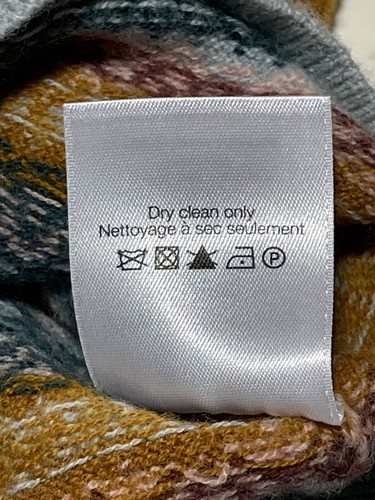 Dry clean only
Nettoyage à sec seulement
P